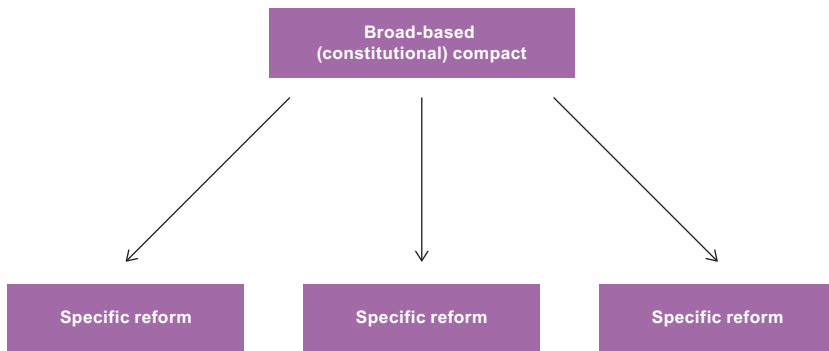 Broad-based
(constitutional) compact
Specific reform
Specific reform
Specific reform